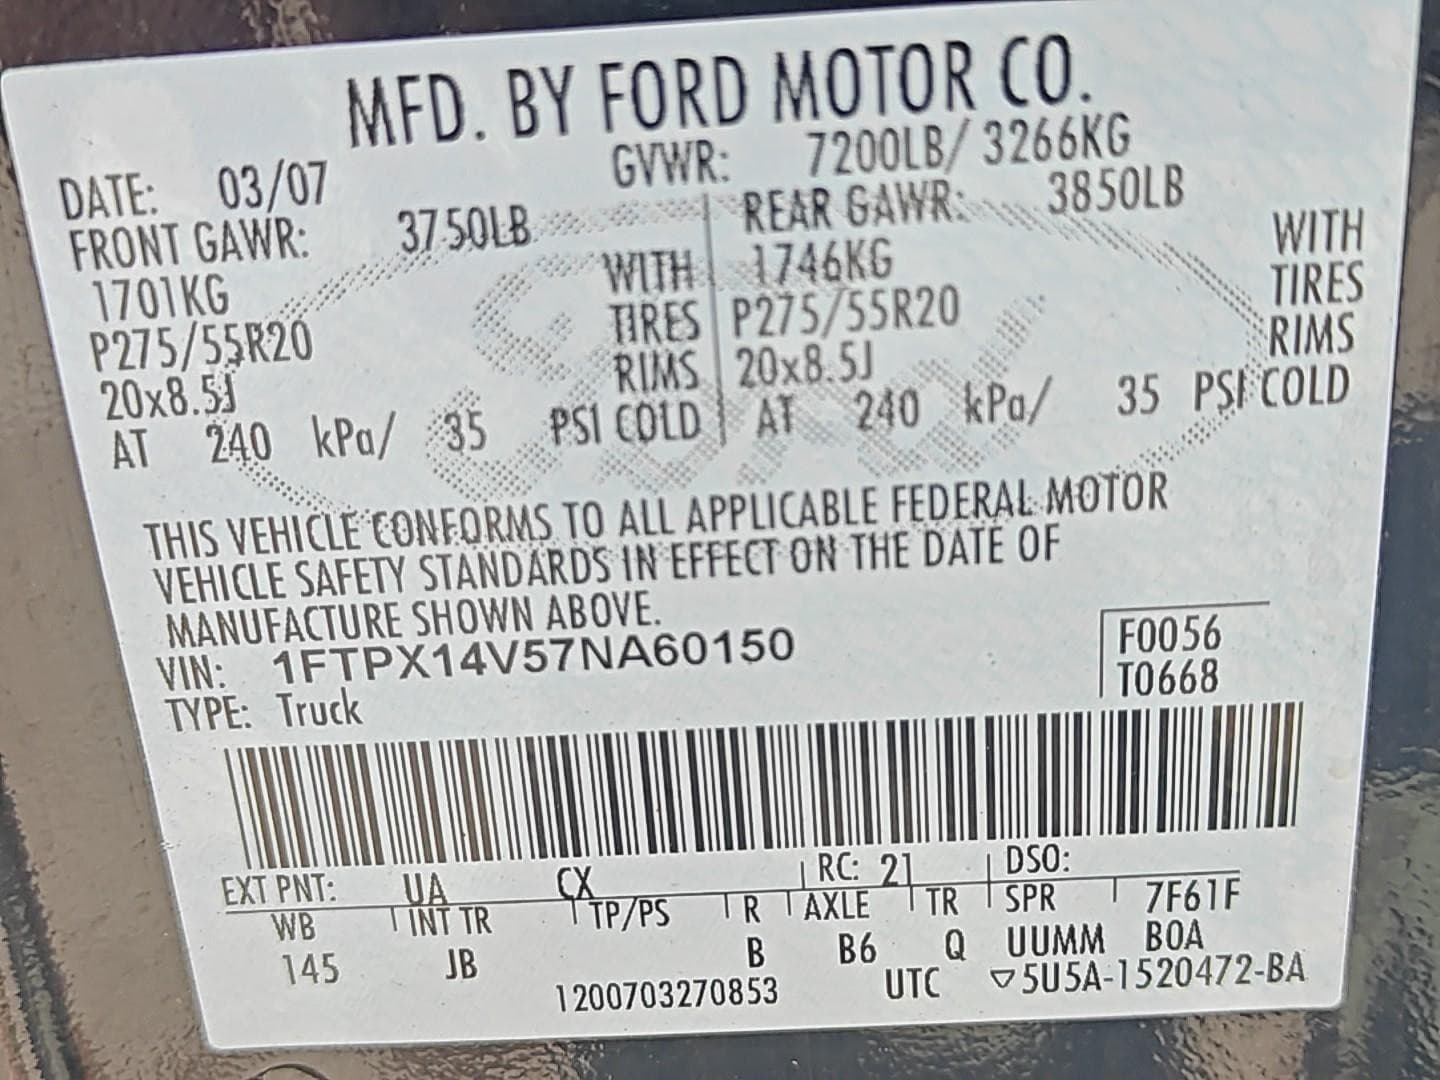 MFD. BY FORD MOTOR CO.
DATE: 03/07 GVWR: 7200LB/ 3266KG
FRONT GAWR: 3750LB REAR GAWR: 3850LB
1701KG WITH 1746KG WITH
P275/55R20 TIRES P275/55R20 TIRES
20x8.5J RIMS 20x8.5J RIMS
AT 240 kPa/ 35 PSI COLD AT 240 kPa/ 35 PSI COLD
THIS VEHICLE CONFORMS TO ALL APPLICABLE FEDERAL MOTOR
VEHICLE SAFETY STANDARDS IN EFFECT ON THE DATE OF
MANUFACTURE SHOWN ABOVE.
VIN: 1FTPX14V57NA60150 F0056
TYPE: Truck T0668
EXT PNT: UA CX RC: 21 DSO:
WB INT TR TP/PS R AXLE TR SPR 7F61F
145 JB B B6 Q UUMM BOA
1200703270853 UTC ▽5U5A-1520472-BA